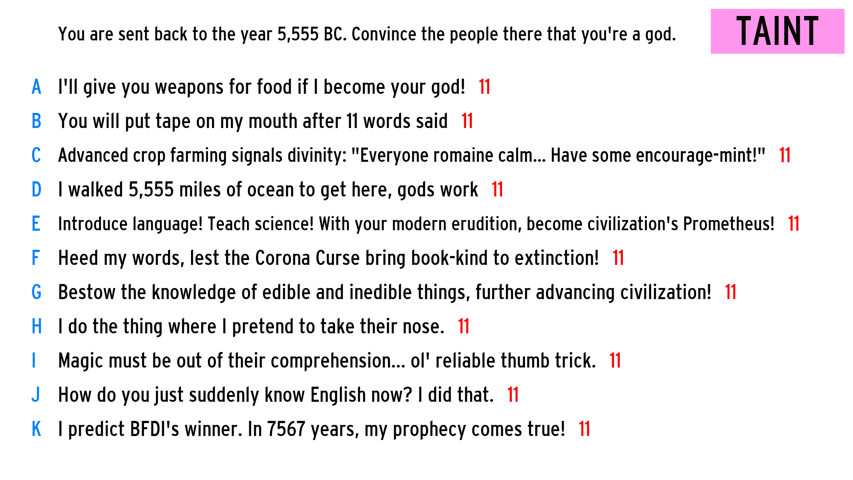 You are sent back to the year 5,555 BC. Convince the people there that you're a god.
TAINT
A I'll give you weapons for food if I become your god! 11
B You will put tape on my mouth after 11 words said 11
C Advanced crop farming signals divinity: "Everyone romaine calm... Have some encourage-mint!" 11
D I walked 5,555 miles of ocean to get here, gods work 11
E Introduce language! Teach science! With your modern erudition, become civilization's Prometheus! 11
F Heed my words, lest the Corona Curse bring book-kind to extinction! 11
G Bestow the knowledge of edible and inedible things, further advancing civilization! 11
H I do the thing where I pretend to take their nose. 11
I Magic must be out of their comprehension... ol' reliable thumb trick. 11
J How do you just suddenly know English now? I did that. 11
K I predict BFDI's winner. In 7567 years, my prophecy comes true! 11